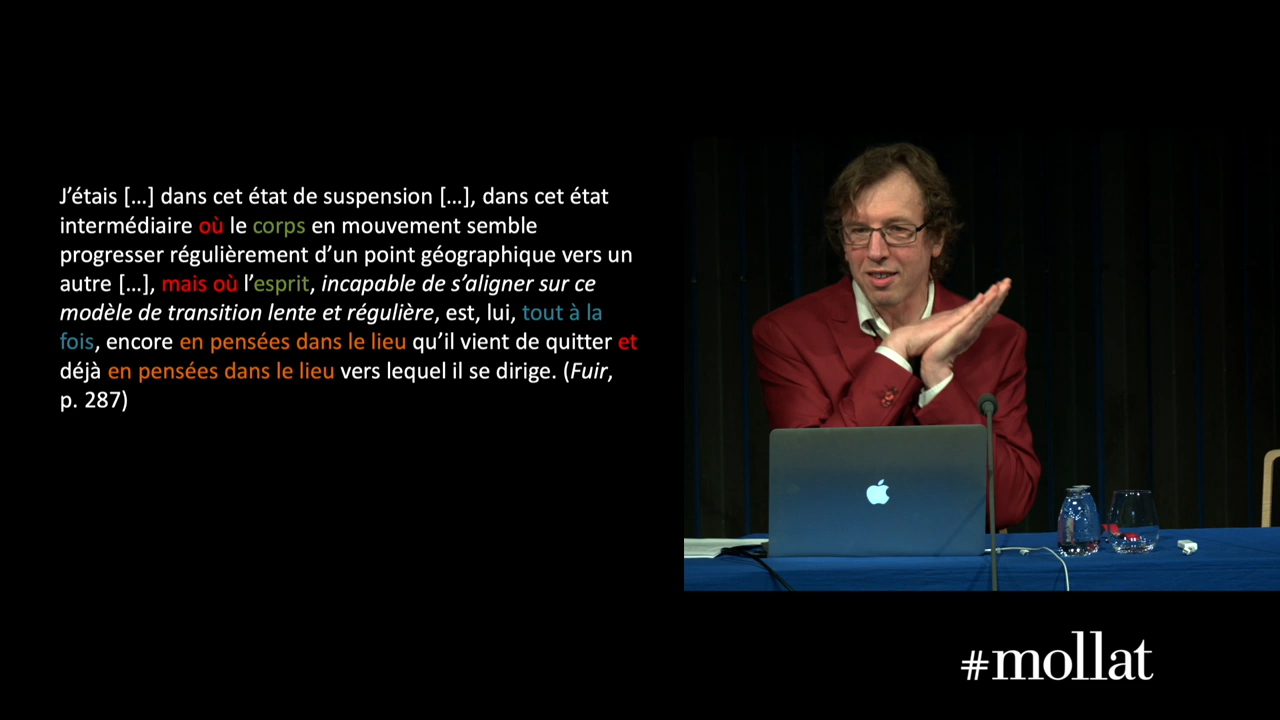 J’étais […] dans cet état de suspension […], dans cet état
intermédiaire où le corps en mouvement semble
progresser régulièrement d’un point géographique vers un
autre […], mais où l’esprit, incapable de s’aligner sur ce
modèle de transition lente et régulière, est, lui, tout à la
fois, encore en pensées dans le lieu qu’il vient de quitter et
déjà en pensées dans le lieu vers lequel il se dirige. (Fuir,
p. 287)
#mollat